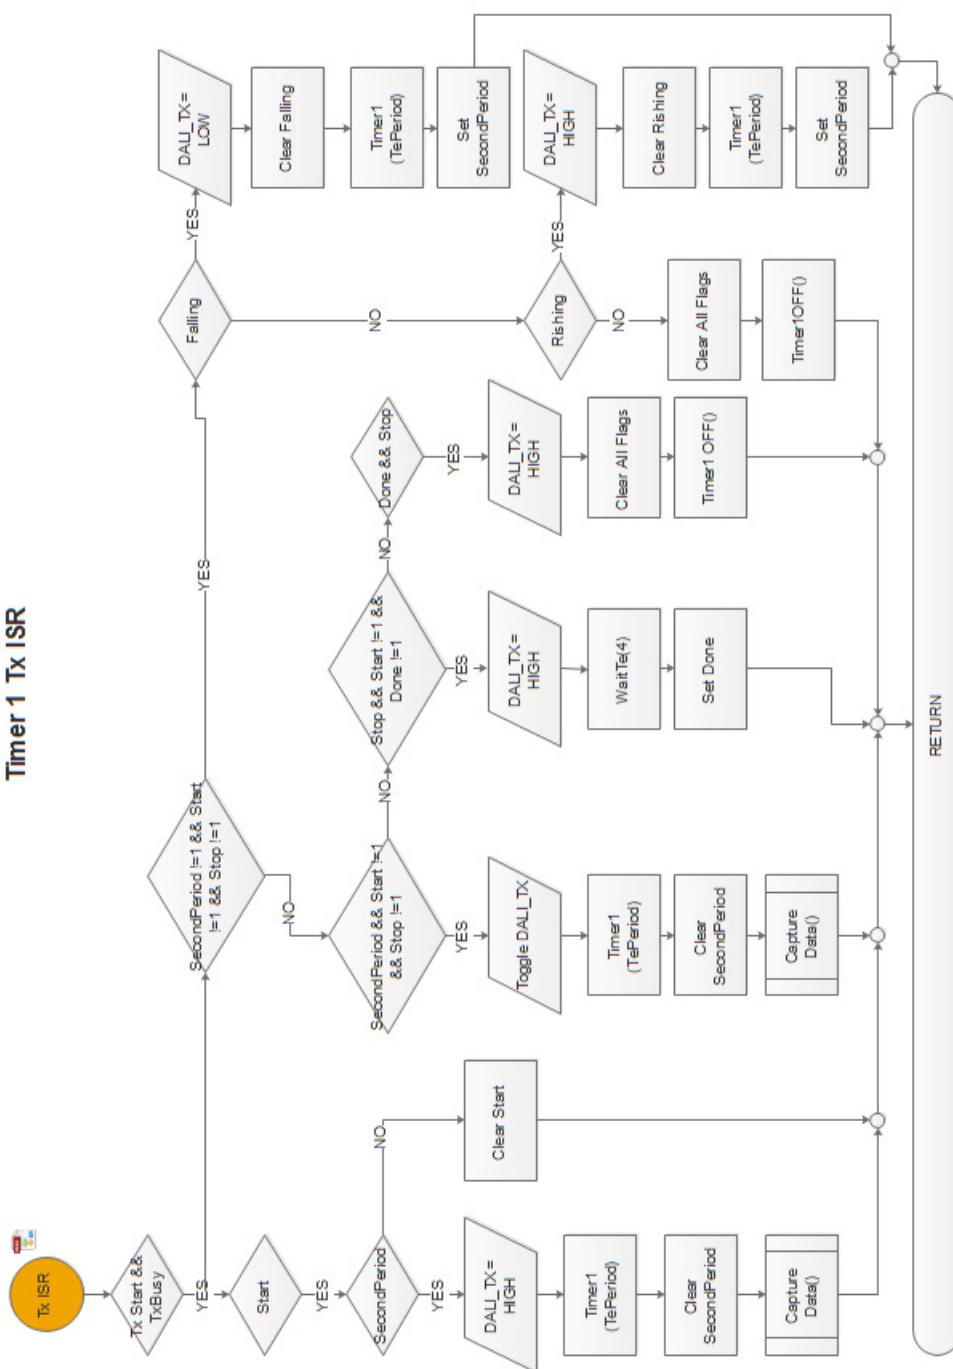 Timer 1 Tx ISR
Tx ISR
Tx Start &&
TxBusy
YES
Start
YES
SecondPeriod
YES
NO
DALI_TX=
HIGH
Timer1
(TePeriod)
Clear
SecondPeriod
Capture
Data()
Clear Start
SecondPeriod !=1 && Start
!=1 && Stop !=1
YES
NO
SecondPeriod && Start !=1
&& Stop !=1
YES
NO
Toggle DALI_TX
Timer1
(TePeriod)
Clear
SecondPeriod
Capture
Data()
Stop && Start !=1 &&
Done !=1
YES
NO
DALI_TX=
HIGH
WaitTe(4)
Set Done
Done && Stop
YES
DALI_TX=
HIGH
Clear All Flags
Timer1 OFF()
Falling
YES
NO
DALI_TX=
LOW
Clear Falling
Timer1
(TePeriod)
Set
SecondPeriod
Rishing
YES
NO
DALI_TX=
HIGH
Clear Rishing
Timer1
(TePeriod)
Set
SecondPeriod
Clear All Flags
Timer1OFF()
RETURN